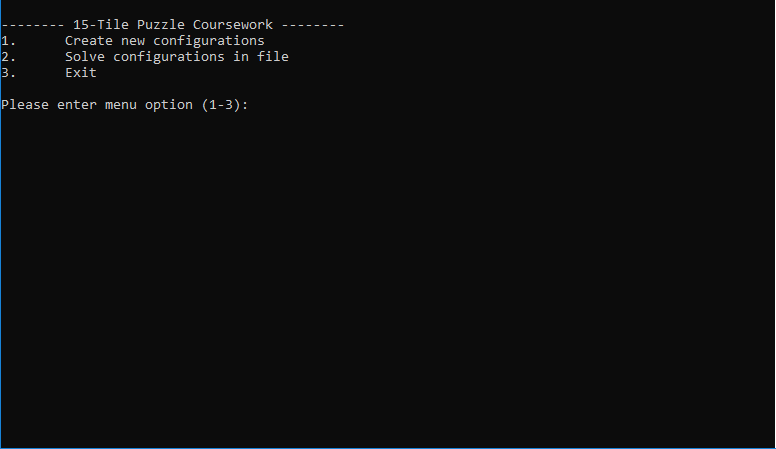 -------- 15-Tile Puzzle Coursework --------
1.      Create new configurations
2.      Solve configurations in file
3.      Exit
Please enter menu option (1-3):